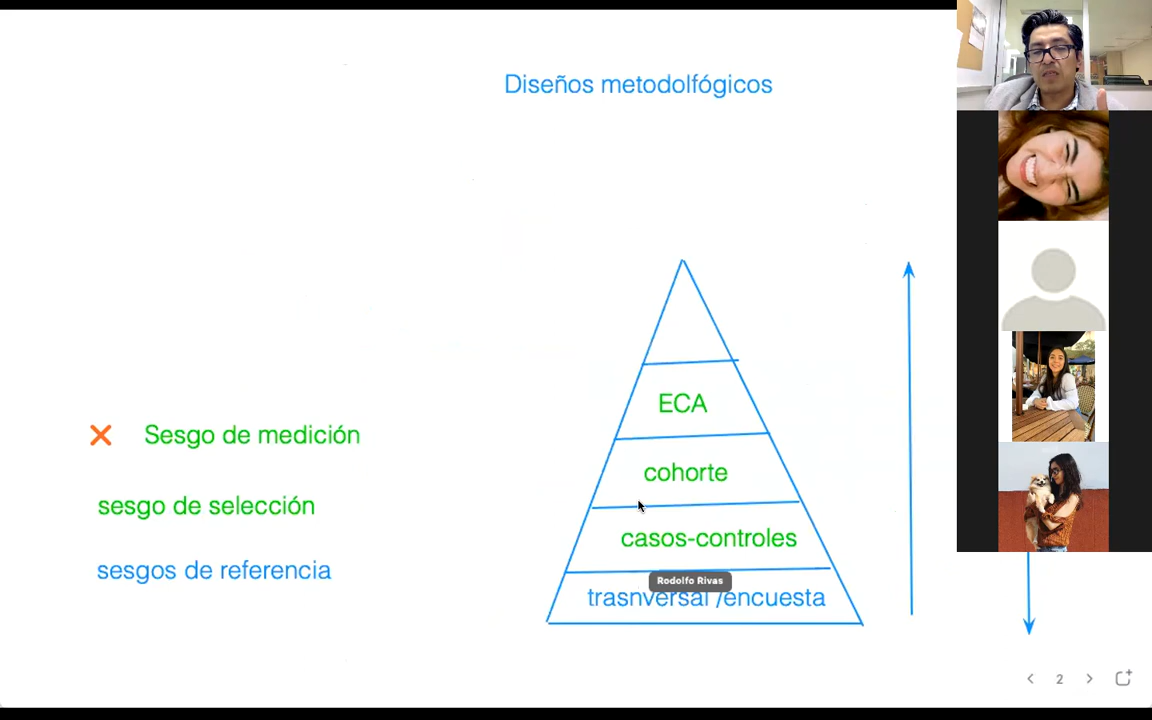 Diseños metodolfógicos
ECA
Sesgo de medición
cohorte
sesgo de selección
casos-controles
sesgos de referencia
Rodolfo Rivas
trasnversal /encuesta
2